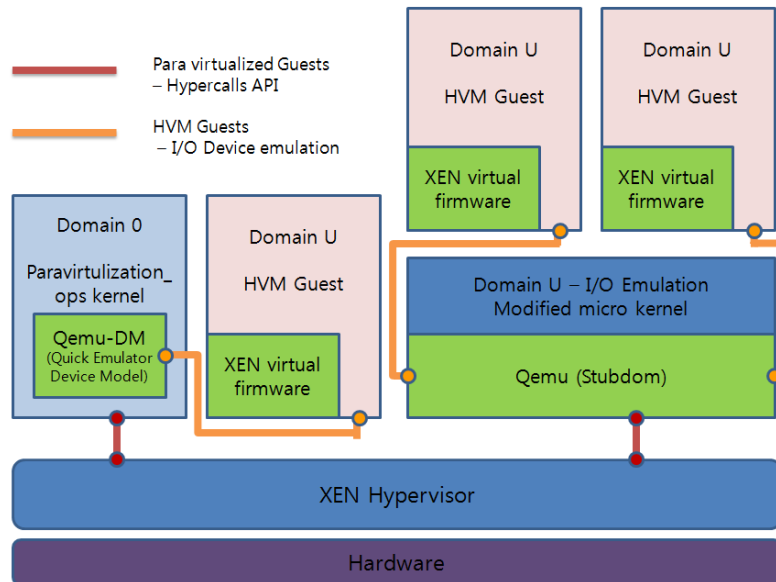 Para virtualized Guests
– Hypercalls API
HVM Guests
– I/O Device emulation
Domain U
HVM Guest
XEN virtual
firmware
Domain U
HVM Guest
XEN virtual
firmware
Domain 0
Paravirtulization_
ops kernel
Qemu-DM
(Quick Emulator
Device Model)
Domain U
HVM Guest
XEN virtual
firmware
Domain U – I/O Emulation
Modified micro kernel
Qemu (Stubdom)
XEN Hypervisor
Hardware